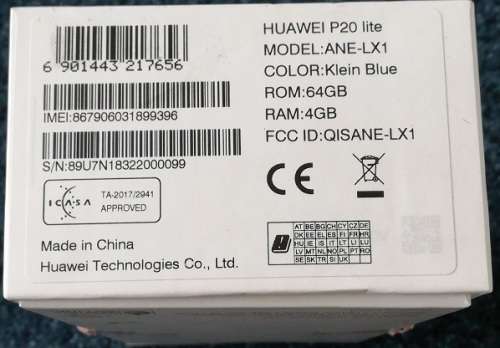 HUAWEI P20 lite
MODEL:ANE-LX1
COLOR:Klein Blue
ROM:64GB
RAM:4GB
FCC ID:QISANE-LX1
6 901443 217656
IMEI:867906031899396
S/N:89U7N18322000099
ICASA
TA-2017/2941
APPROVED
CE
Made in China
Huawei Technologies Co., Ltd.
AT BE BG CH CY CZ DE
DK EE EL ES FI FR HR
HU IE IS IT LT LI LU
LV MT NL NO PL PT RO
SE SK TR SI UK